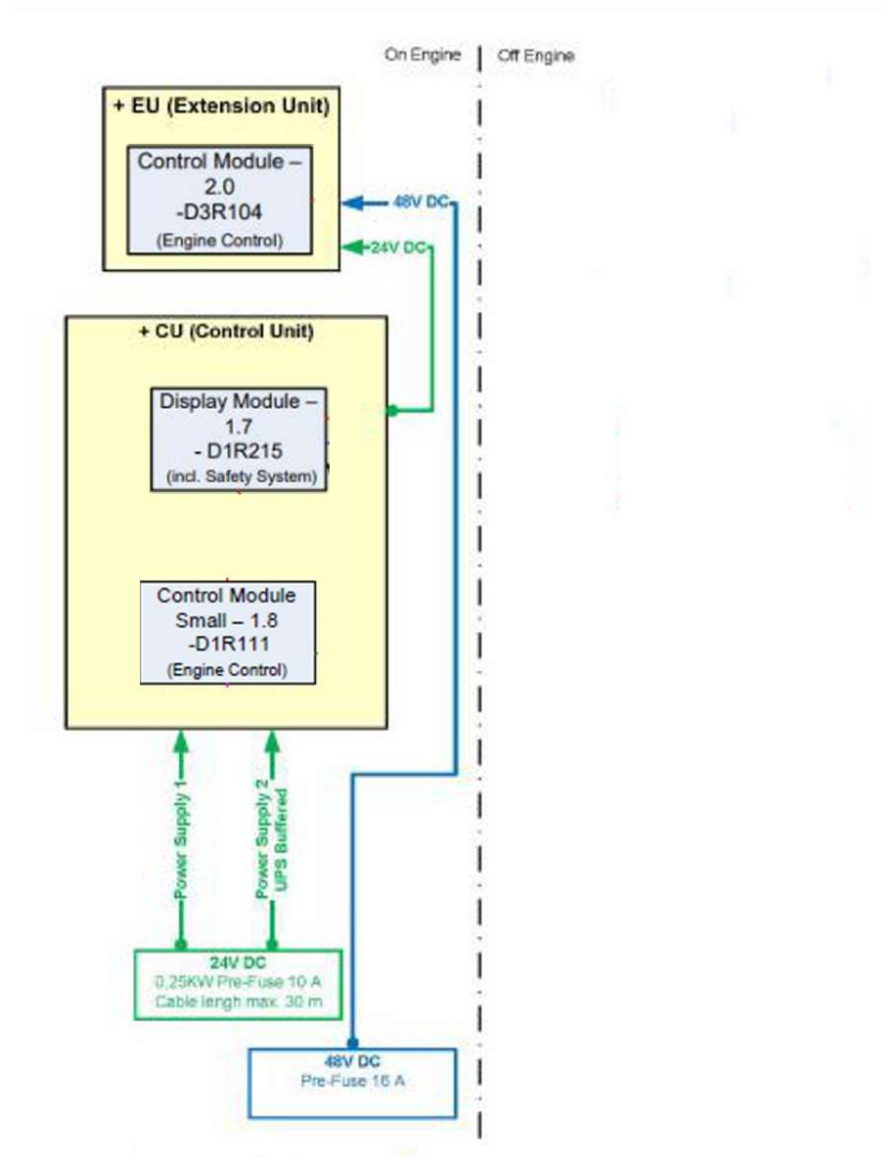 On Engine
Off Engine
+ EU (Extension Unit)
Control Module –
2.0
-D3R104
(Engine Control)
48V DC
24V DC
+ CU (Control Unit)
Display Module –
1.7
- D1R215
(incl. Safety System)
Control Module
Small – 1.8
-D1R111
(Engine Control)
Power Supply 1
Power Supply 2
UPS Buffered
24V DC
0,25KW Pre-Fuse 10 A
Cable lengh max. 30 m
48V DC
Pre-Fuse 16 A